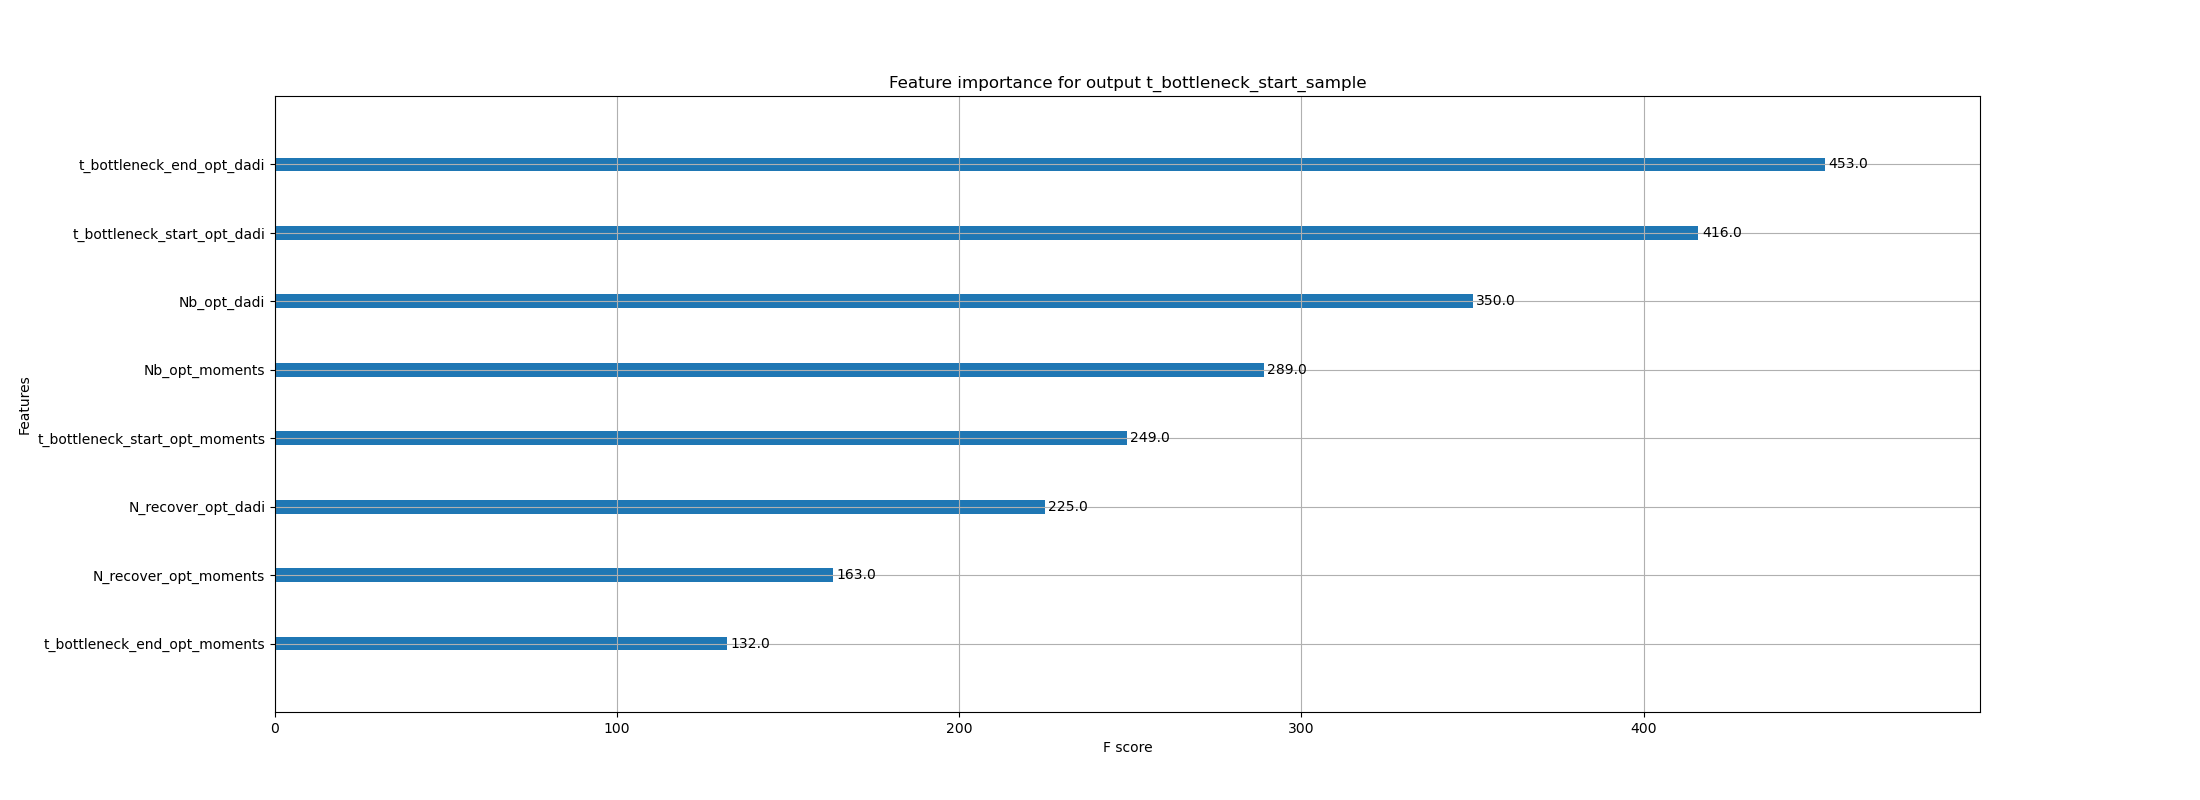 Feature importance for output t_bottleneck_start_sample
t_bottleneck_end_opt_dadi
453.0
t_bottleneck_start_opt_dadi
416.0
Nb_opt_dadi
350.0
Nb_opt_moments
289.0
t_bottleneck_start_opt_moments
249.0
N_recover_opt_dadi
225.0
N_recover_opt_moments
163.0
t_bottleneck_end_opt_moments
132.0
Features
0 100 200 300 400
F score